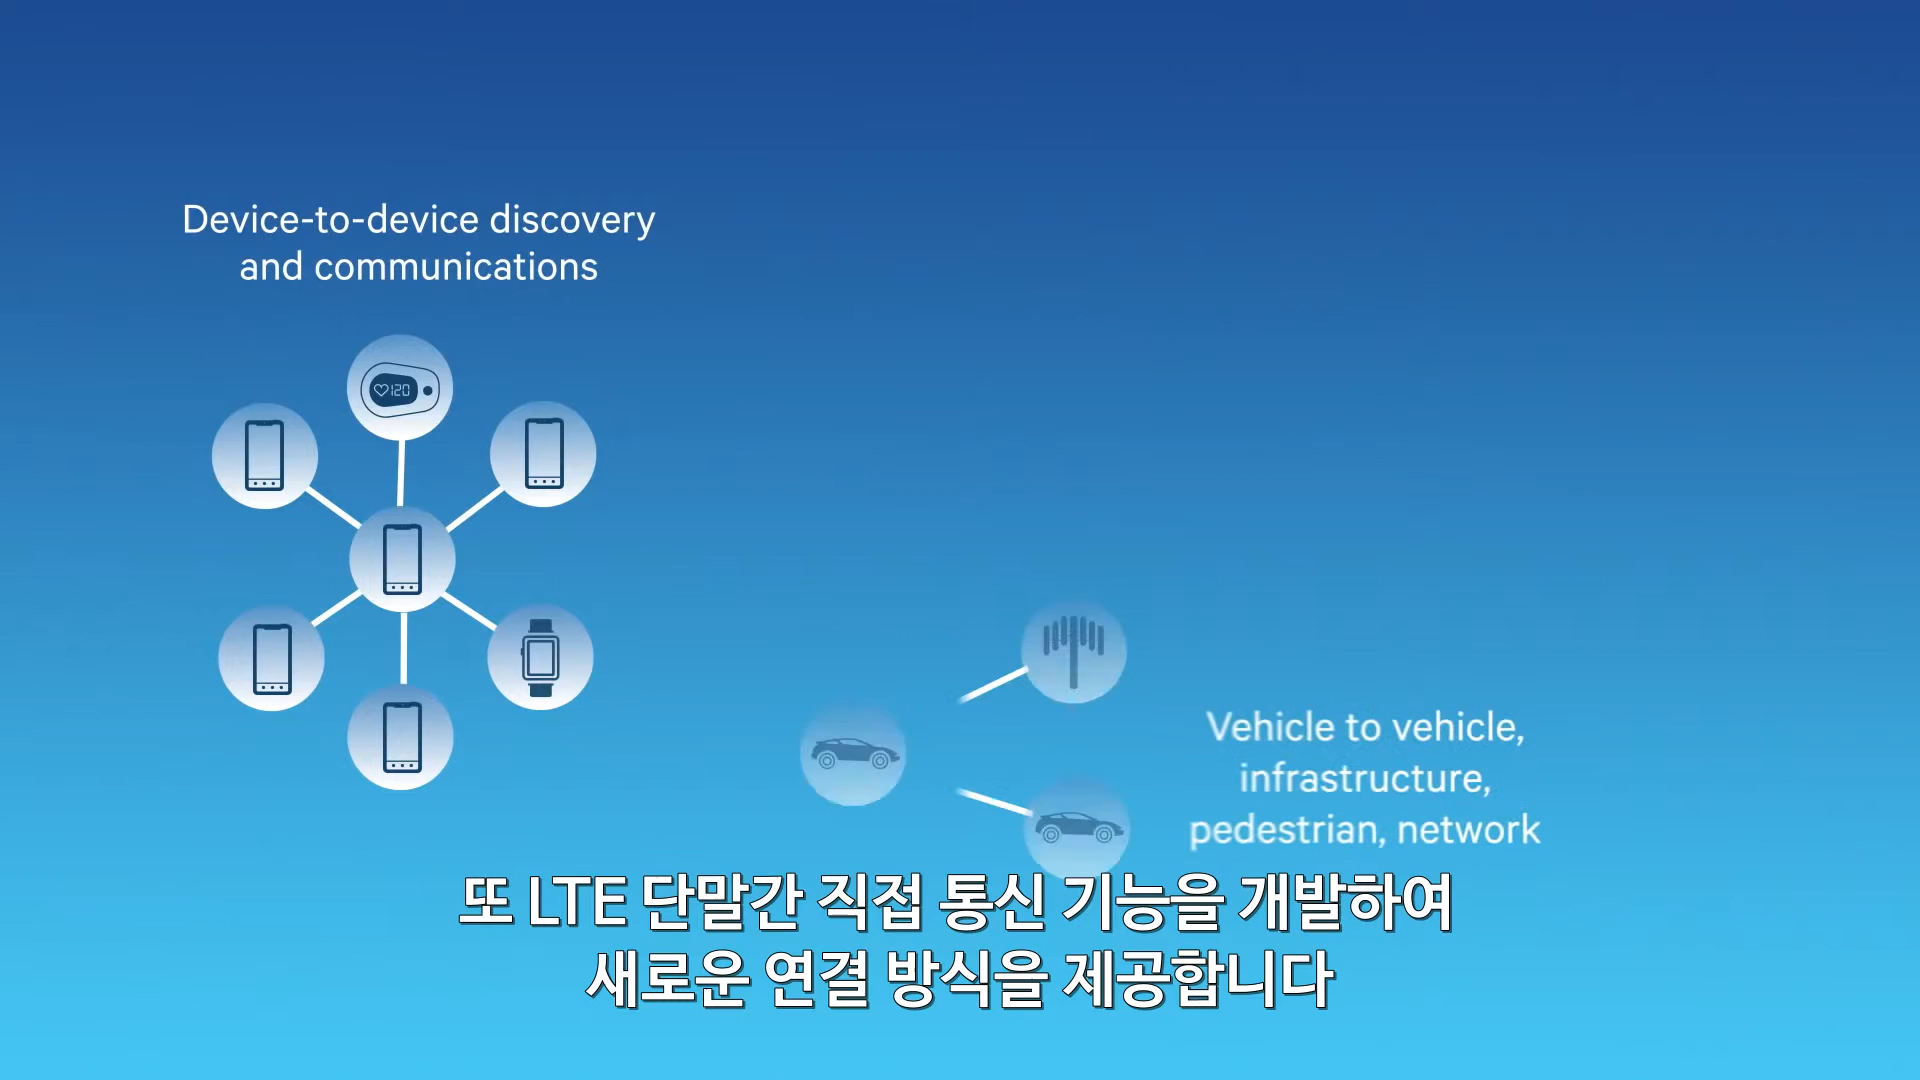 Device-to-device discovery
and communications
120
Vehicle to vehicle,
infrastructure,
pedestrian, network
또 LTE 단말간 직접 통신 기능을 개발하여
새로운 연결 방식을 제공합니다